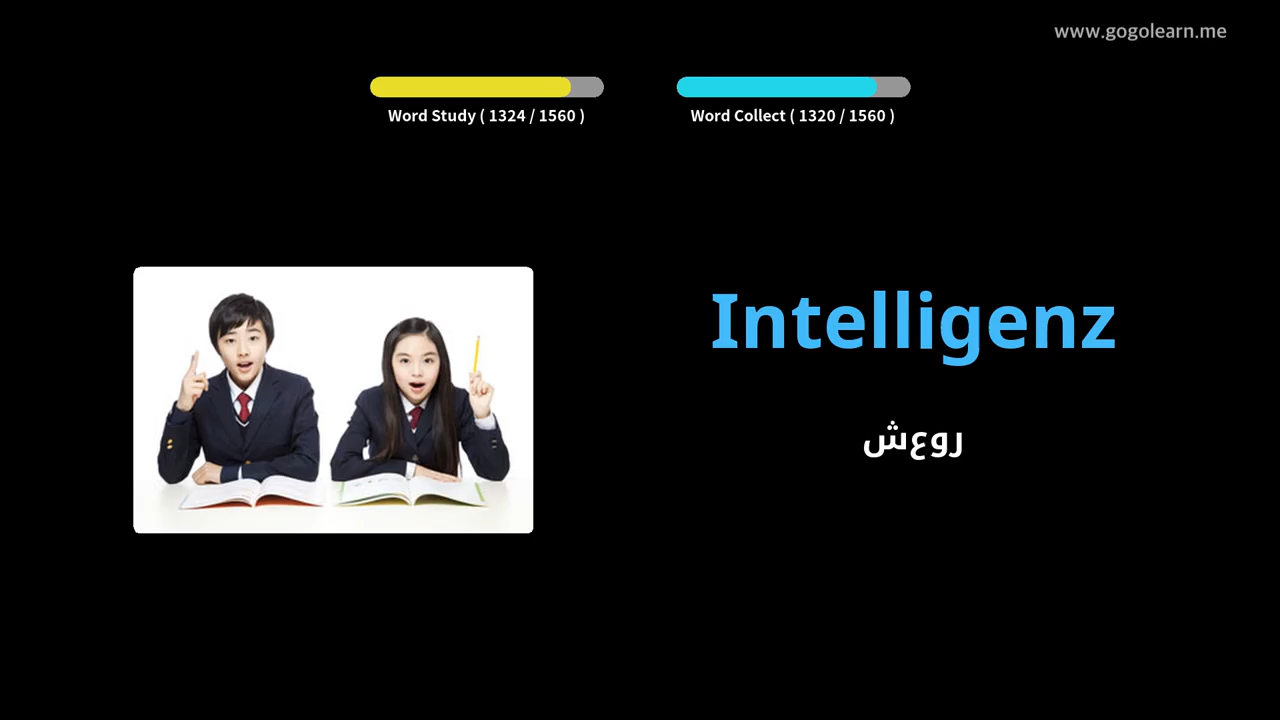 www.gogolearn.me
Word Study ( 1324 / 1560 )
Word Collect ( 1320 / 1560 )
Intelligenz
روعش